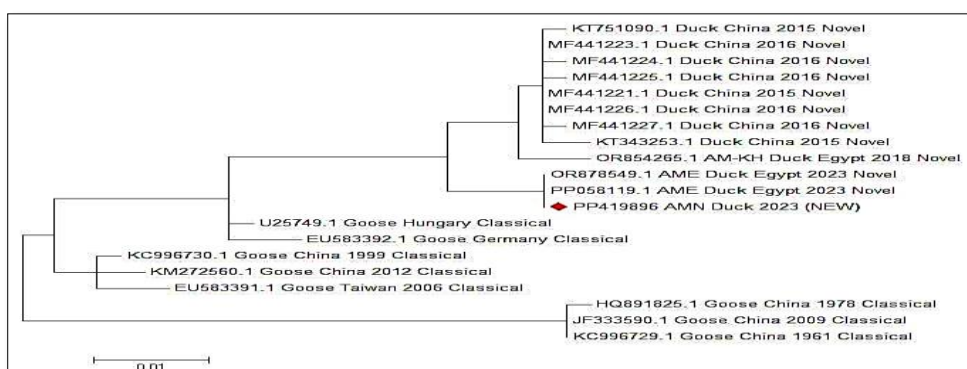 KT751090.1 Duck China 2015 Novel
MF441223.1 Duck China 2016 Novel
MF441224.1 Duck China 2016 Novel
MF441225.1 Duck China 2016 Novel
MF441221.1 Duck China 2015 Novel
MF441226.1 Duck China 2016 Novel
MF441227.1 Duck China 2016 Novel
KT343253.1 Duck China 2015 Novel
OR854265.1 AM-KH Duck Egypt 2018 Novel
OR878549.1 AME Duck Egypt 2023 Novel
PP058119.1 AME Duck Egypt 2023 Novel
PP419896 AMN Duck 2023 (NEW)
U25749.1 Goose Hungary Classical
EU583392.1 Goose Germany Classical
KC996730.1 Goose China 1999 Classical
KM272560.1 Goose China 2012 Classical
EU583391.1 Goose Taiwan 2006 Classical
HQ891825.1 Goose China 1978 Classical
JF333590.1 Goose China 2009 Classical
KC996729.1 Goose China 1961 Classical
0.01